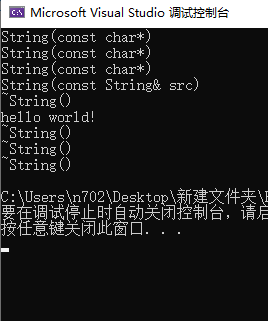 Microsoft Visual Studio 调试控制台
String(const char*)
String(const char*)
String(const char*)
String(const String& src)
~String()
hello world!
~String()
~String()
~String()
C:\Users\n702\Desktop\新建文件夹\
要在调试停止时自动关闭控制台，请启
按任意键关闭此窗口. . .